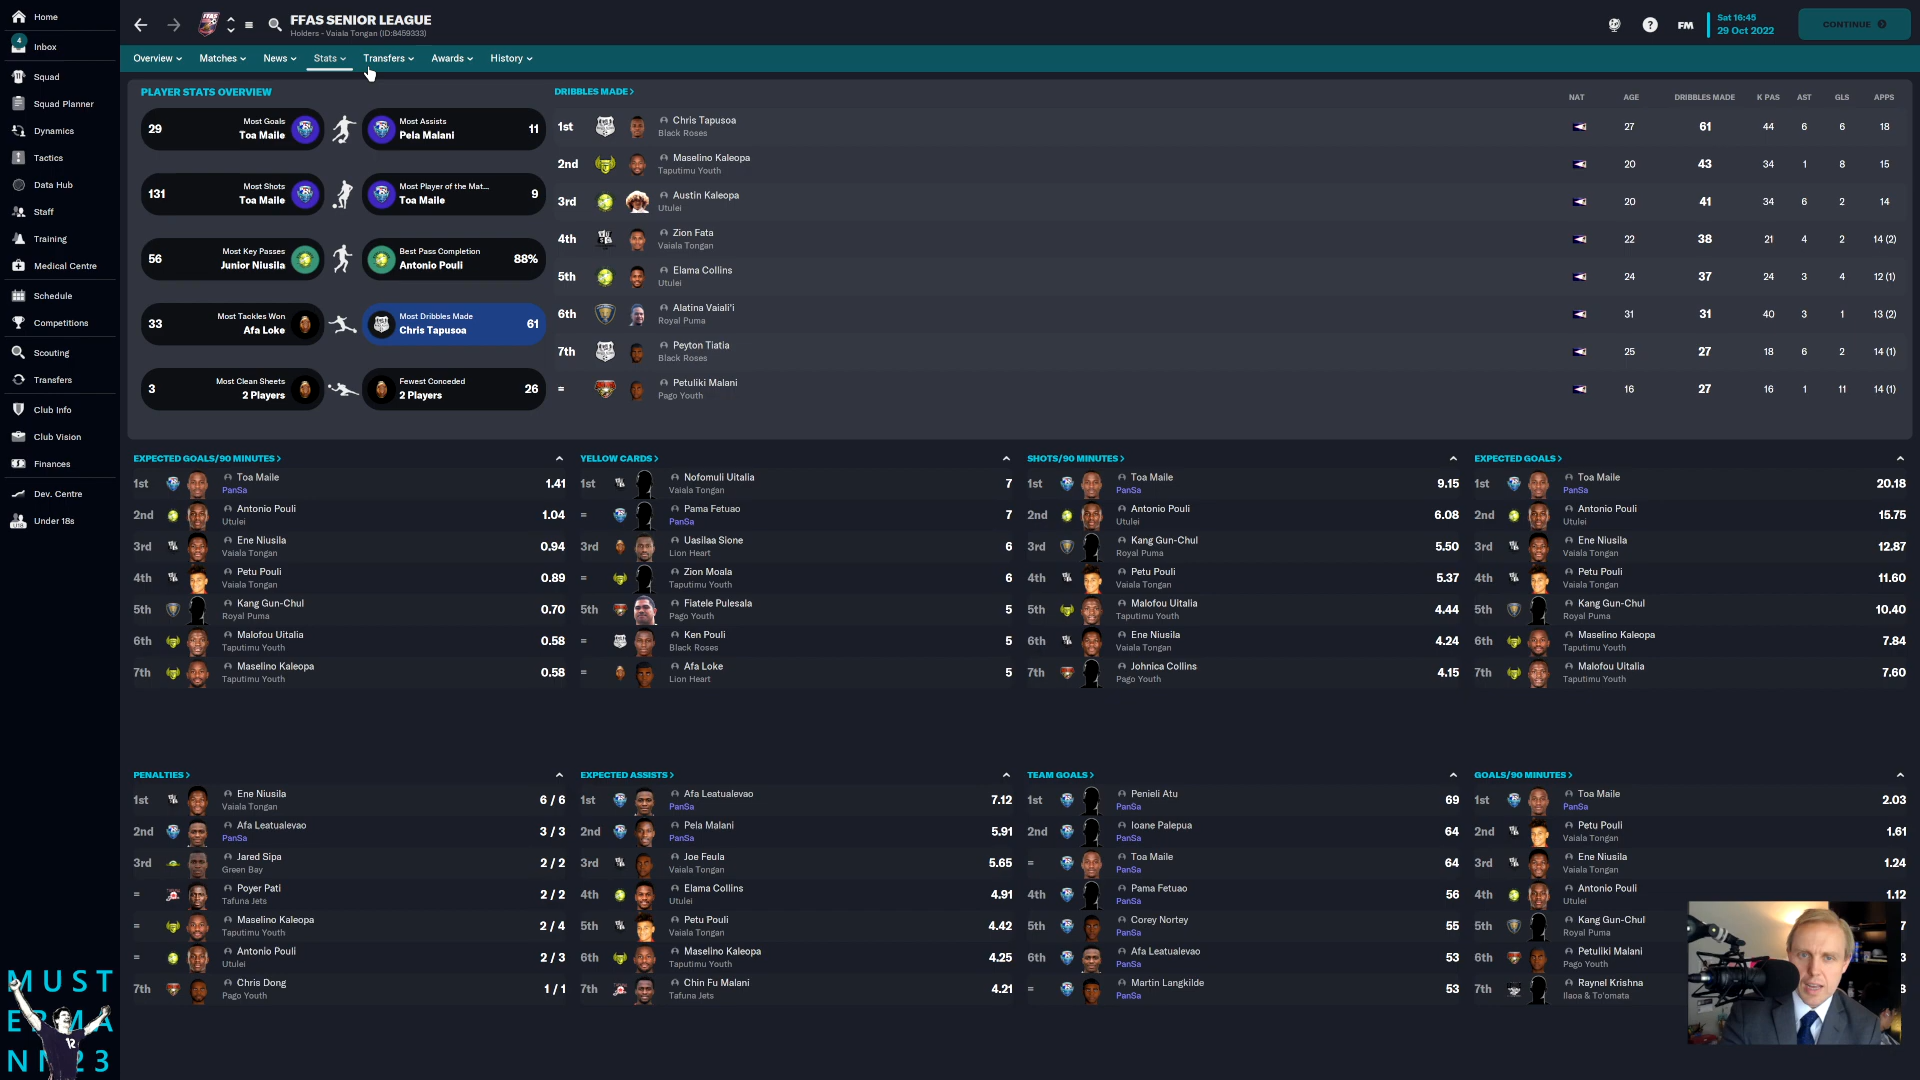 Home
4
Inbox
Squad
Squad Planner
Dynamics
Tactics
Data Hub
Staff
Training
Medical Centre
Schedule
Competitions
Scouting
Transfers
Club Info
Club Vision
Finances
Dev. Centre
Under 18s
FFAS SENIOR LEAGUE
Holders - Vaiala Tongan (ID:8459333)
? FM Sat 16:45
29 Oct 2022
CONTINUE
Overview Matches News Stats Transfers Awards History
PLAYER STATS OVERVIEW
29 Most Goals Toa Maile
Most Assists Pela Malani 11
131 Most Shots Toa Maile
Most Player of the Mat... Toa Maile 9
56 Most Key Passes Junior Niusila
Best Pass Completion Antonio Pouli 88%
33 Most Tackles Won Afa Loke
Most Dribbles Made Chris Tapusoa 61
3 Most Clean Sheets 2 Players
Fewest Conceded 2 Players 26
DRIBBLES MADE NAT AGE DRIBBLES MADE K PAS AST GLS APPS
1st Chris Tapusoa Black Roses 27 61 44 6 6 18
2nd Maselino Kaleopa Taputimu Youth 20 43 34 1 8 15
3rd Austin Kaleopa Utulei 20 41 34 6 2 14
4th Zion Fata Vaiala Tongan 22 38 21 4 2 14 (2)
5th Elama Collins Utulei 24 37 24 3 4 12 (1)
6th Alatina Vaiali'i Royal Puma 31 31 40 3 1 13 (2)
7th Peyton Tiatia Black Roses 25 27 18 6 2 14 (1)
= Petuliki Malani Pago Youth 16 27 16 1 11 14 (1)
EXPECTED GOALS/90 MINUTES
1st Toa Maile PanSa 1.41
2nd Antonio Pouli Utulei 1.04
3rd Ene Niusila Vaiala Tongan 0.94
4th Petu Pouli Vaiala Tongan 0.89
5th Kang Gun-Chul Royal Puma 0.70
6th Malofou Uitalia Taputimu Youth 0.58
7th Maselino Kaleopa Taputimu Youth 0.58
YELLOW CARDS
1st Nofomuli Uitalia Vaiala Tongan 7
= Pama Fetuao PanSa 7
3rd Uasilaa Sione Lion Heart 6
= Zion Moala Taputimu Youth 6
5th Fiatele Pulesala Pago Youth 5
= Ken Pouli Black Roses 5
= Afa Loke Lion Heart 5
SHOTS/90 MINUTES
1st Toa Maile PanSa 9.15
2nd Antonio Pouli Utulei 6.08
3rd Kang Gun-Chul Royal Puma 5.50
4th Petu Pouli Vaiala Tongan 5.37
5th Malofou Uitalia Taputimu Youth 4.44
6th Ene Niusila Vaiala Tongan 4.24
7th Johnica Collins Pago Youth 4.15
EXPECTED GOALS
1st Toa Maile PanSa 20.18
2nd Antonio Pouli Utulei 15.75
3rd Ene Niusila Vaiala Tongan 12.87
4th Petu Pouli Vaiala Tongan 11.60
5th Kang Gun-Chul Royal Puma 10.40
6th Maselino Kaleopa Taputimu Youth 7.84
7th Malofou Uitalia Taputimu Youth 7.60
PENALTIES
1st Ene Niusila Vaiala Tongan 6 / 6
2nd Afa Leatualevao PanSa 3 / 3
3rd Jared Sipa Green Bay 2 / 2
= Poyer Pati Tafuna Jets 2 / 2
= Maselino Kaleopa Taputimu Youth 2 / 4
= Antonio Pouli Utulei 2 / 3
7th Chris Dong Pago Youth 1 / 1
EXPECTED ASSISTS
1st Afa Leatualevao PanSa 7.12
2nd Pela Malani PanSa 5.91
3rd Joe Feula Vaiala Tongan 5.65
4th Elama Collins Utulei 4.91
5th Petu Pouli Vaiala Tongan 4.42
6th Maselino Kaleopa Taputimu Youth 4.25
7th Chin Fu Malani Tafuna Jets 4.21
TEAM GOALS
1st Penieli Atu PanSa 69
2nd Ioane Palepua PanSa 64
= Toa Maile PanSa 64
4th Pama Fetuao PanSa 56
5th Corey Nortey PanSa 55
6th Afa Leatualevao PanSa 53
= Martin Langkilde PanSa 53
GOALS/90 MINUTES
1st Toa Maile PanSa 2.03
2nd Petu Pouli Vaiala Tongan 1.61
3rd Ene Niusila Vaiala Tongan 1.24
4th Antonio Pouli Utulei 1.12
5th Kang Gun-Chul Royal Puma 7
6th Petuliki Malani Pago Youth 3
7th Raynel Krishna Ilaoa & To'omata 8
MUST
ERMA
NN23